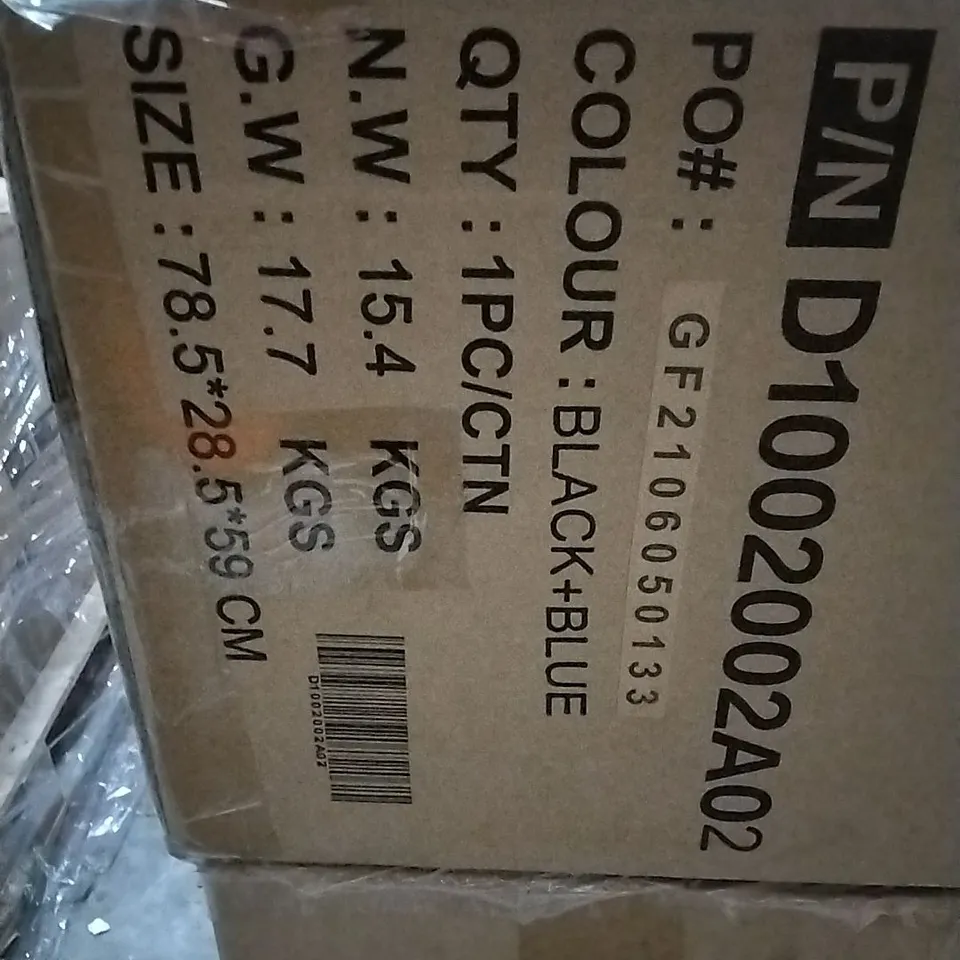 P/N D1002002A02
PO#: GF2106050133
COLOUR : BLACK+BLUE
QTY : 1PC/CTN
N.W : 15.4 KGS
G.W : 17.7 KGS
SIZE : 78.5*28.5*59 CM
D1002002A02